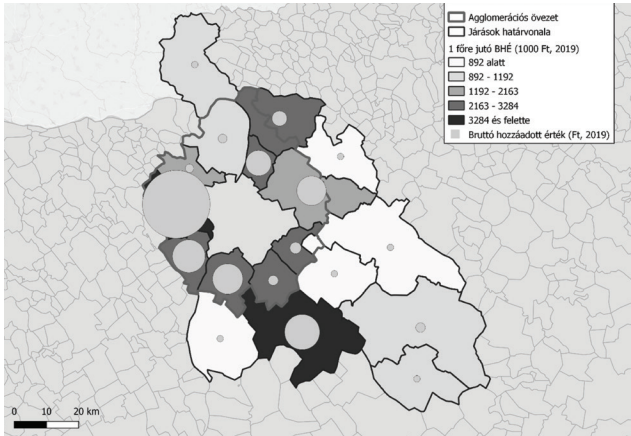 Agglomerációs övezet
Járások határvonala
1 főre jutó BHÉ (1000 Ft, 2019)
892 alatt
892 - 1192
1192 - 2163
2163 - 3284
3284 és felette
Bruttó hozzáadott érték (Ft, 2019)
0 10 20 km